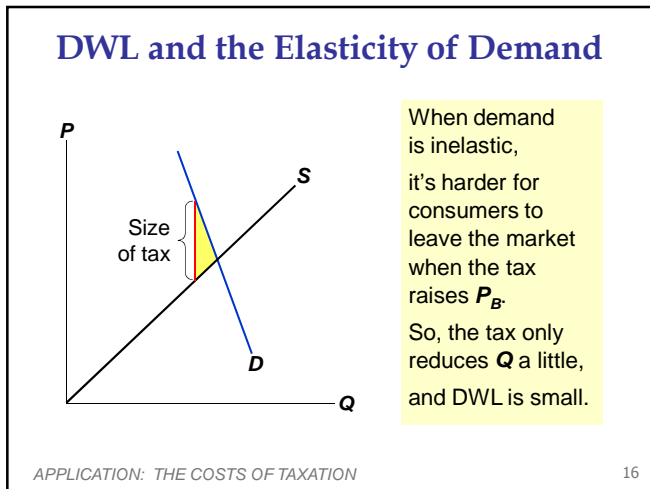 DWL and the Elasticity of Demand
P
S
Size
of tax
D
Q
When demand
is inelastic,
it's harder for
consumers to
leave the market
when the tax
raises PB.
So, the tax only
reduces Q a little,
and DWL is small.
APPLICATION: THE COSTS OF TAXATION
16